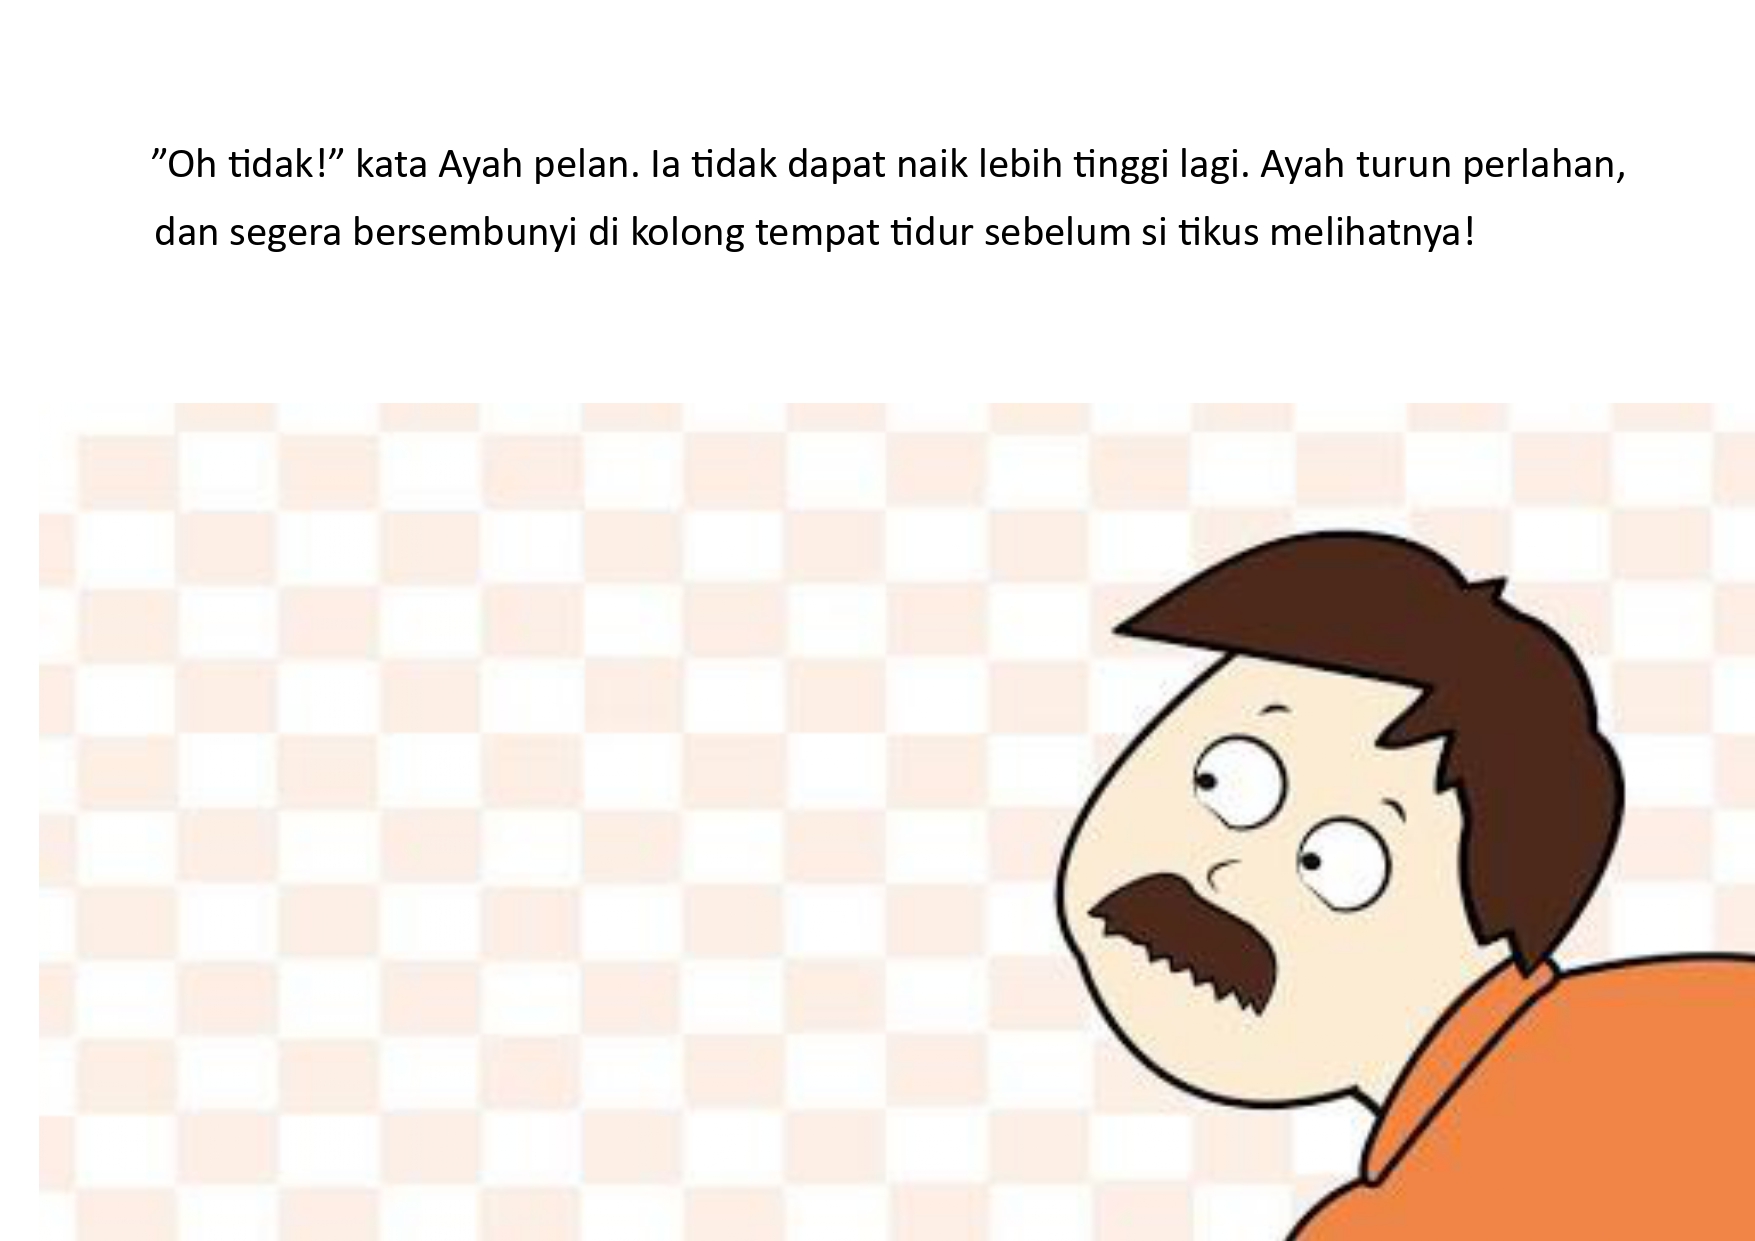 ”Oh tidak!” kata Ayah pelan. Ia tidak dapat naik lebih tinggi lagi. Ayah turun perlahan,
dan segera bersembunyi di kolong tempat tidur sebelum si tikus melihatnya!